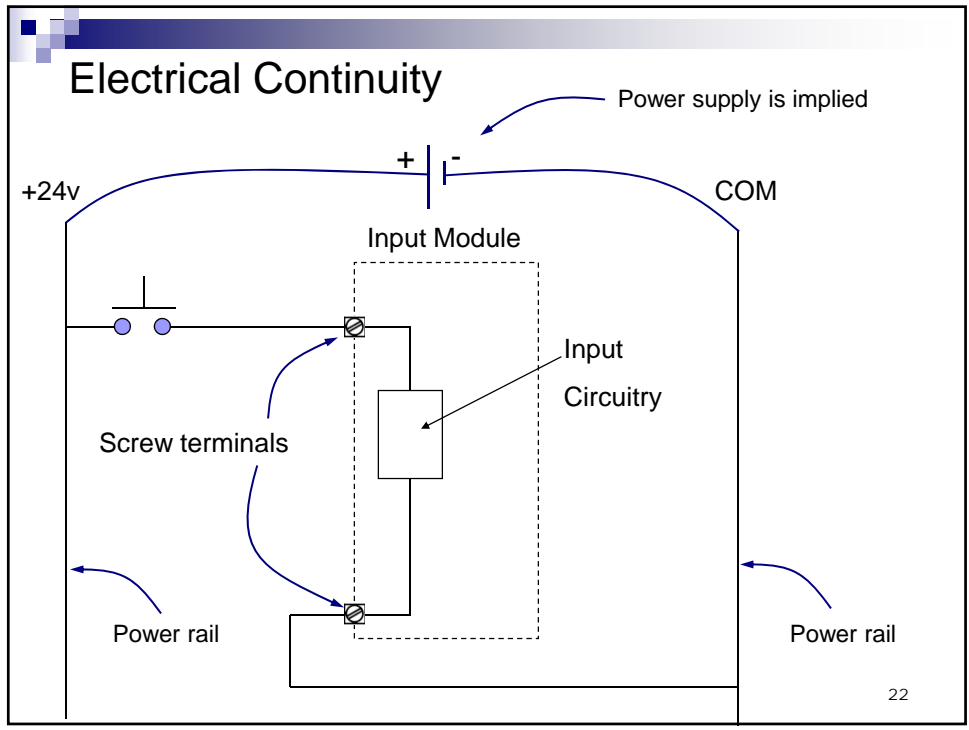 Electrical Continuity
Power supply is implied
+ -
+24v
COM
Input Module
Input
Circuitry
Screw terminals
Power rail
Power rail
22